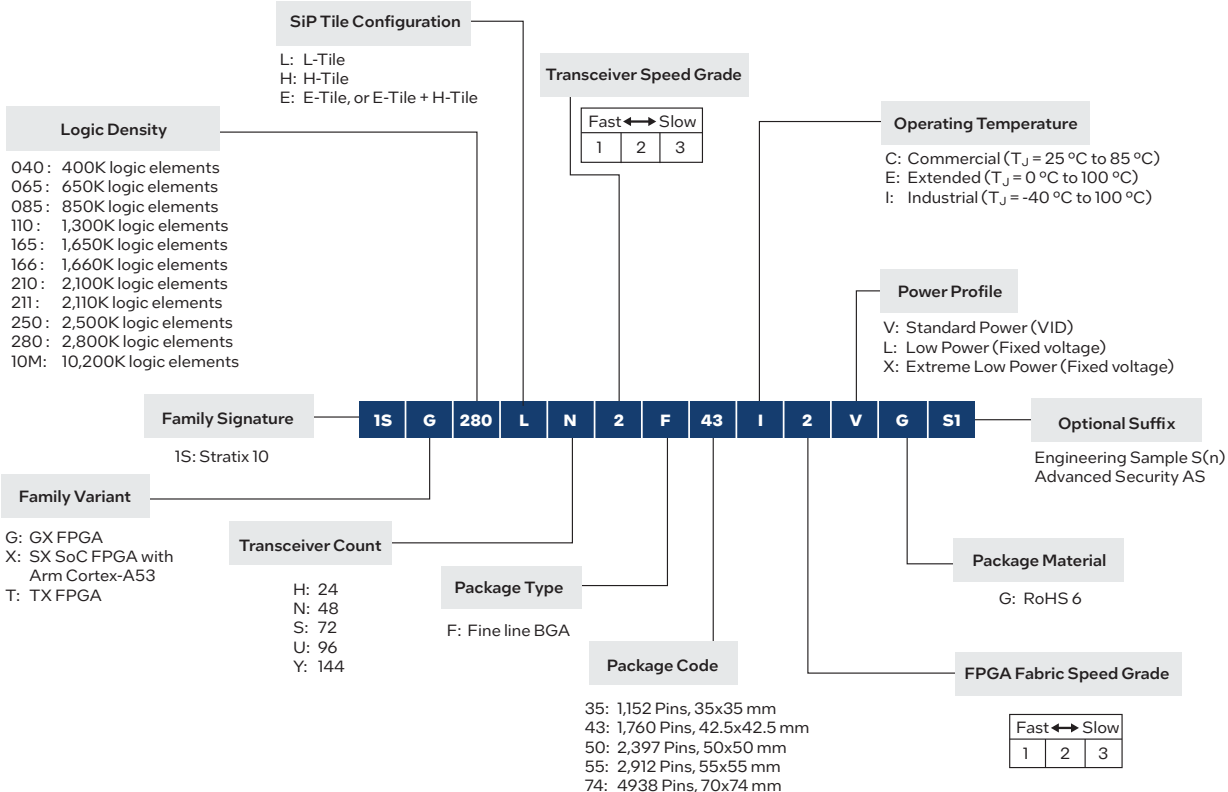 SiP Tile Configuration
L: L-Tile
H: H-Tile
E: E-Tile, or E-Tile + H-Tile
Transceiver Speed Grade
Fast Slow
1 2 3
Logic Density
040: 400K logic elements
065: 650K logic elements
085: 850K logic elements
110: 1,300K logic elements
165: 1,650K logic elements
166: 1,660K logic elements
210: 2,100K logic elements
211: 2,110K logic elements
250: 2,500K logic elements
280: 2,800K logic elements
10M: 10,200K logic elements
Operating Temperature
C: Commercial (TJ = 25 ºC to 85 ºC)
E: Extended (TJ = 0 ºC to 100 ºC)
I: Industrial (TJ = -40 ºC to 100 ºC)
Power Profile
V: Standard Power (VID)
L: Low Power (Fixed voltage)
X: Extreme Low Power (Fixed voltage)
Family Signature
1S: Stratix 10
1S G 280 L N 2 F 43 I 2 V G S1
Optional Suffix
Engineering Sample S(n)
Advanced Security AS
Family Variant
G: GX FPGA
X: SX SoC FPGA with
Arm Cortex-A53
T: TX FPGA
Transceiver Count
H: 24
N: 48
S: 72
U: 96
Y: 144
Package Type
F: Fine line BGA
Package Code
35: 1,152 Pins, 35x35 mm
43: 1,760 Pins, 42.5x42.5 mm
50: 2,397 Pins, 50x50 mm
55: 2,912 Pins, 55x55 mm
74: 4938 Pins, 70x74 mm
Package Material
G: RoHS 6
FPGA Fabric Speed Grade
Fast Slow
1 2 3